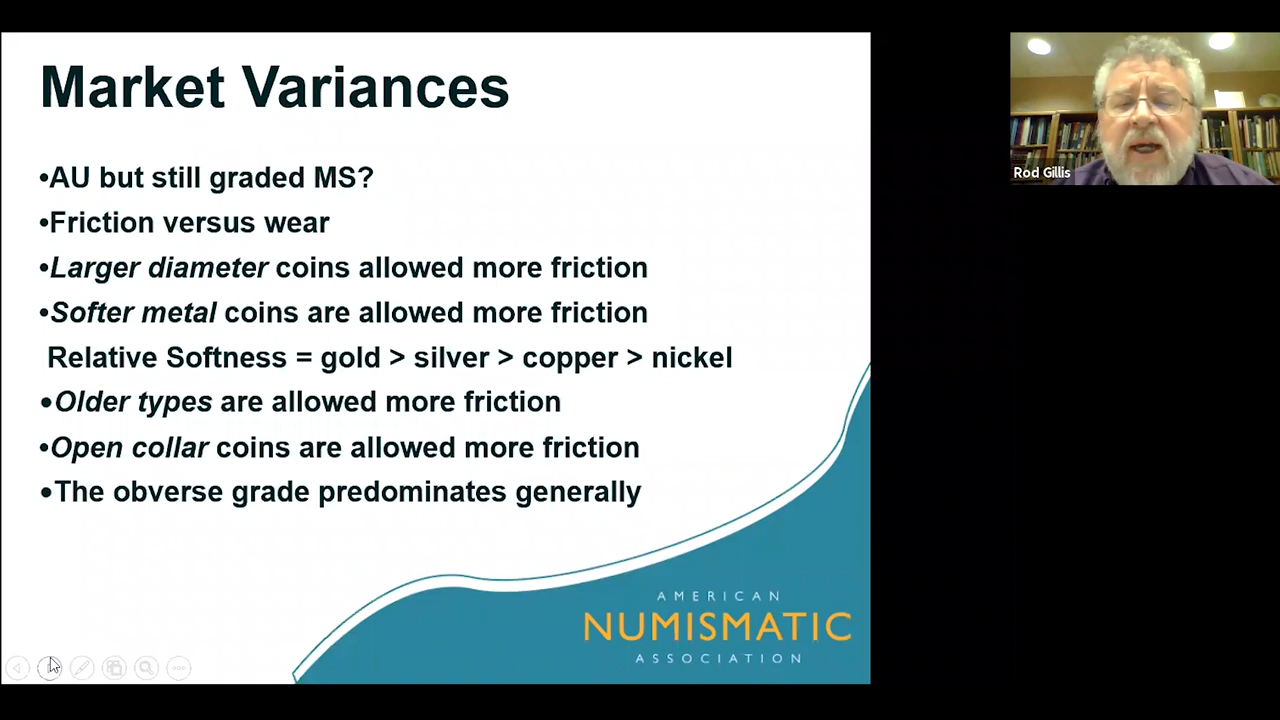 Market Variances
•AU but still graded MS?
•Friction versus wear
•Larger diameter coins allowed more friction
•Softer metal coins are allowed more friction
Relative Softness = gold > silver > copper > nickel
•Older types are allowed more friction
•Open collar coins are allowed more friction
•The obverse grade predominates generally
AMERICAN
NUMISMATIC
ASSOCIATION
Rod Gillis